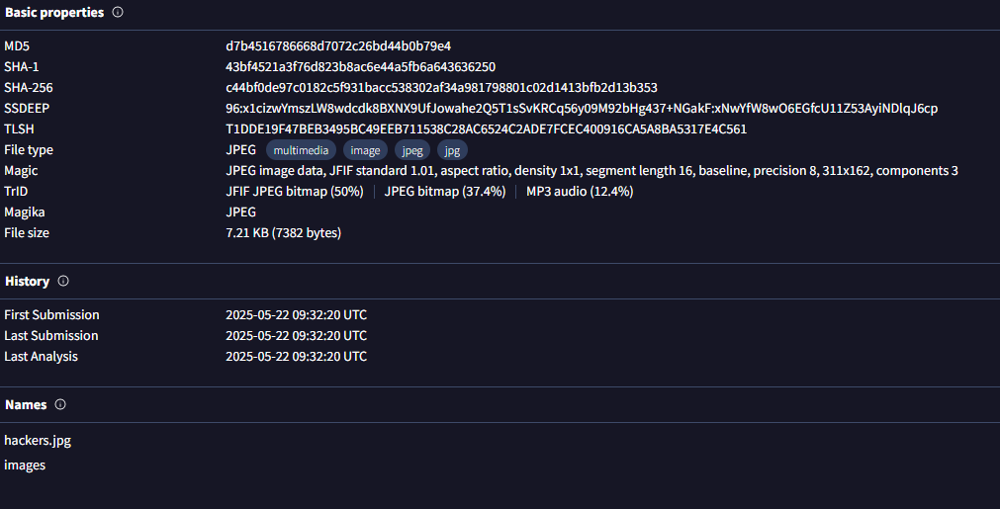 Basic properties
MD5 d7b4516786668d7072c26bd44b0b79e4
SHA-1 43bf4521a3f76d823b8ac6e44a5fb6a643636250
SHA-256 c44bf0de97c0182c5f931bacc538302af34a981798801c02d1413bfb2d13b353
SSDEEP 96:x1cizwYmszLW8wdcdk8BXNX9UfJowahe2Q5T1sSvKRCq56y09M92bHg437+NGakF:xNwYfW8wO6EGfcU11Z53AyiNDIqJ6cp
TLSH T1DDE19F47BEB3495BC49EEB711538C28AC6524C2ADE7FCEC400916CA5A8BA5317E4C561
File type JPEG multimedia image jpeg jpg
Magic JPEG image data, JFIF standard 1.01, aspect ratio, density 1x1, segment length 16, baseline, precision 8, 311x162, components 3
TrID JFIF JPEG bitmap (50%) JPEG bitmap (37.4%) MP3 audio (12.4%)
Magika JPEG
File size 7.21 KB (7382 bytes)
History
First Submission 2025-05-22 09:32:20 UTC
Last Submission 2025-05-22 09:32:20 UTC
Last Analysis 2025-05-22 09:32:20 UTC
Names
hackers.jpg
images